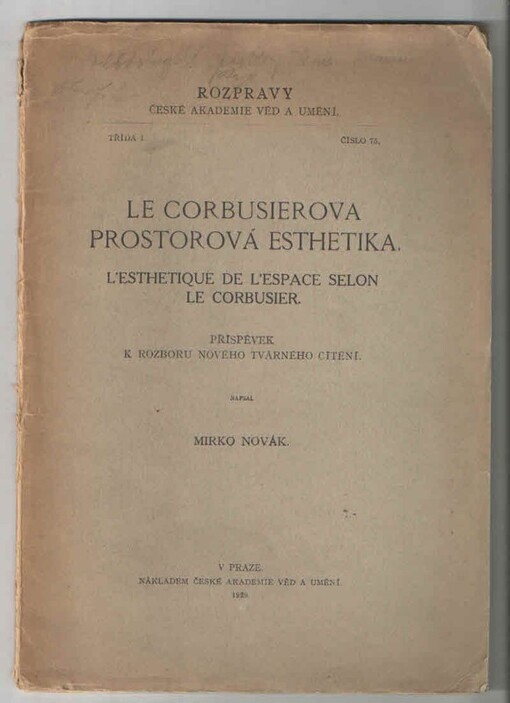 ROZPRAVY
ČESKÉ AKADEMIE VĚD A UMĚNÍ.
TŘÍDA I. ČÍSLO 75.
LE CORBUSIEROVA
PROSTOROVÁ ESTHETIKA.
L'ESTHETIQUE DE L'ESPACE SELON
LE CORBUSIER.
PŘÍSPĚVEK
K ROZBORU NOVÉHO TVÁRNÉHO CÍTĚNÍ.
NAPSAL
MIRKO NOVÁK.
V PRAZE.
NÁKLADEM ČESKÉ AKADEMIE VĚD A UMĚNÍ.
1929.